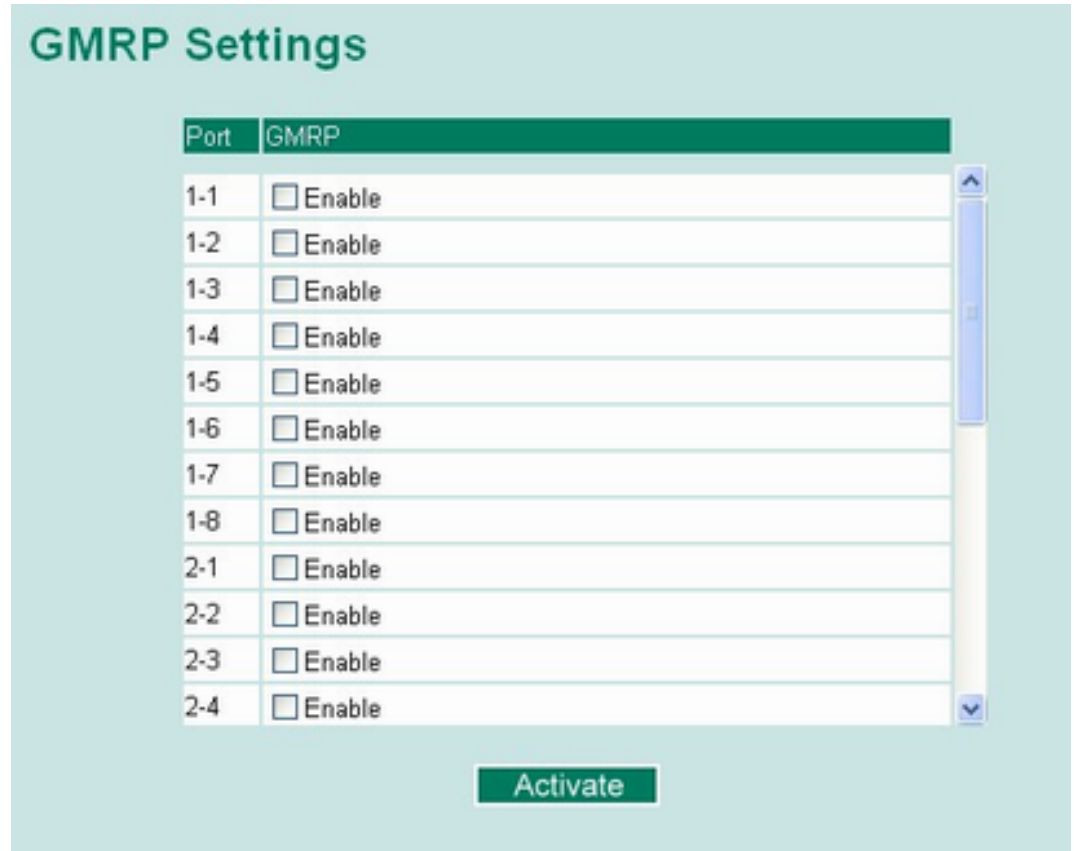 GMRP Settings
Port GMRP
1-1 Enable
1-2 Enable
1-3 Enable
1-4 Enable
1-5 Enable
1-6 Enable
1-7 Enable
1-8 Enable
2-1 Enable
2-2 Enable
2-3 Enable
2-4 Enable
Activate